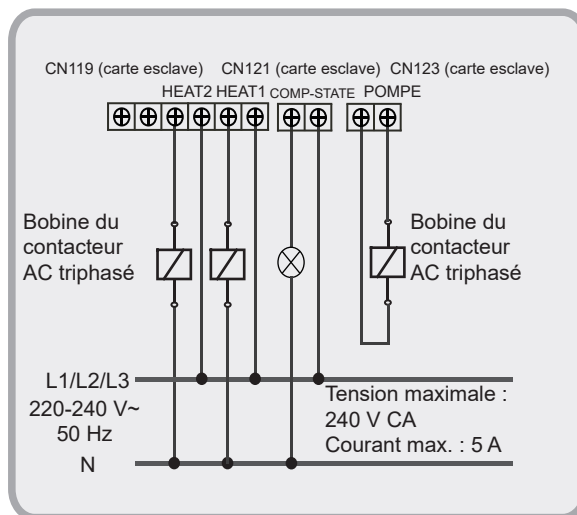 CN119 (carte esclave) CN121 (carte esclave) CN123 (carte esclave)
HEAT2 HEAT1 COMP-STATE POMPE
Bobine du
contacteur
AC triphasé
Bobine du
contacteur
AC triphasé
L1/L2/L3
220-240 V~
50 Hz
N
Tension maximale :
240 V CA
Courant max. : 5 A